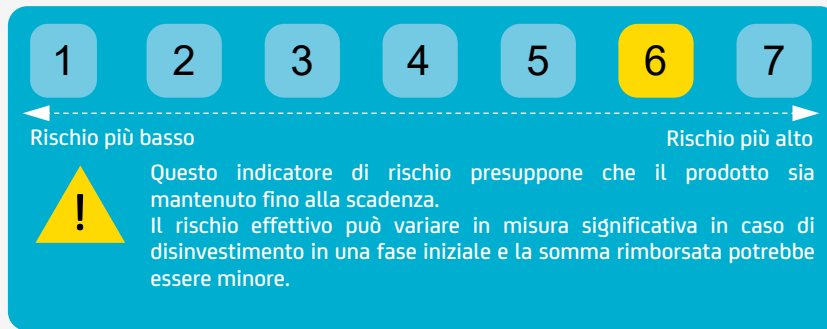 1 2 3 4 5 6 7
Rischio più basso Rischio più alto
! Questo indicatore di rischio presuppone che il prodotto sia
mantenuto fino alla scadenza.
Il rischio effettivo può variare in misura significativa in caso di
disinvestimento in una fase iniziale e la somma rimborsata potrebbe
essere minore.